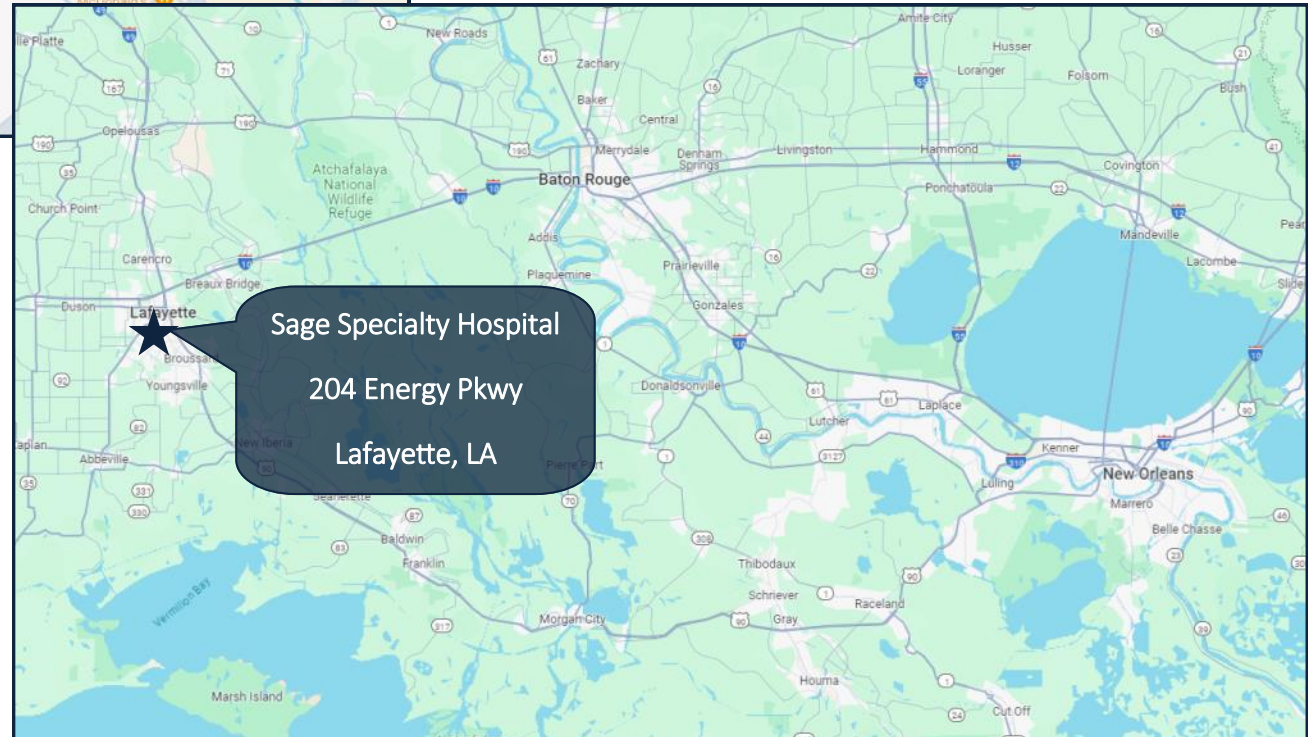 McDonald's
New Roads
Amite City
Husser
Zachary
Loranger
Folsom
Bush
Baker
Central
Opelousas
Merrydale
Denham
Springs
Livingston
Hammond
Covington
Atchafalaya
National
Wildlife
Refuge
Baton Rouge
Ponchatoula
Church Point
Mandeville
Addis
Carencro
Prairieville
Lacombe
Breaux Bridge
Plaquemine
Duson
Lafayette
Gonzales
Sage Specialty Hospital
204 Energy Pkwy
Lafayette, LA
Broussard
Youngsville
Donaldsonville
Lutcher
Laplace
Kenner
New Iberia
Abbeville
Pierre Part
New Orleans
Luling
Marrero
Jeanerette
Belle Chasse
Baldwin
Franklin
Thibodaux
Schriever
Raceland
Vermilion Bay
Morgan City
Gray
Houma
Marsh Island
Cut Off